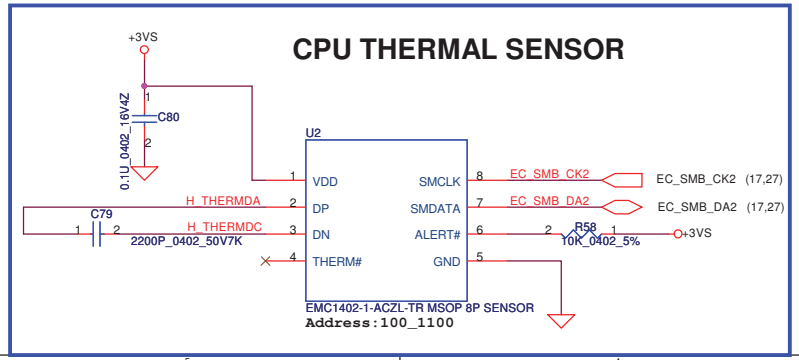 +3VS
CPU THERMAL SENSOR
1
C80
0.1U_0402_16V4Z
2
U2
1 VDD SMCLK 8 EC_SMB_CK2 EC_SMB_CK2 (17,27)
H_THERMDA 2 DP SMDATA 7 EC_SMB_DA2 EC_SMB_DA2 (17,27)
C79
1 2 H_THERMDC 3 DN ALERT# 6 2 R58 1 +3VS
2200P_0402_50V7K 10K_0402_5%
4 THERM# GND 5
EMC1402-1-ACZL-TR MSOP 8P SENSOR
Address:100_1100